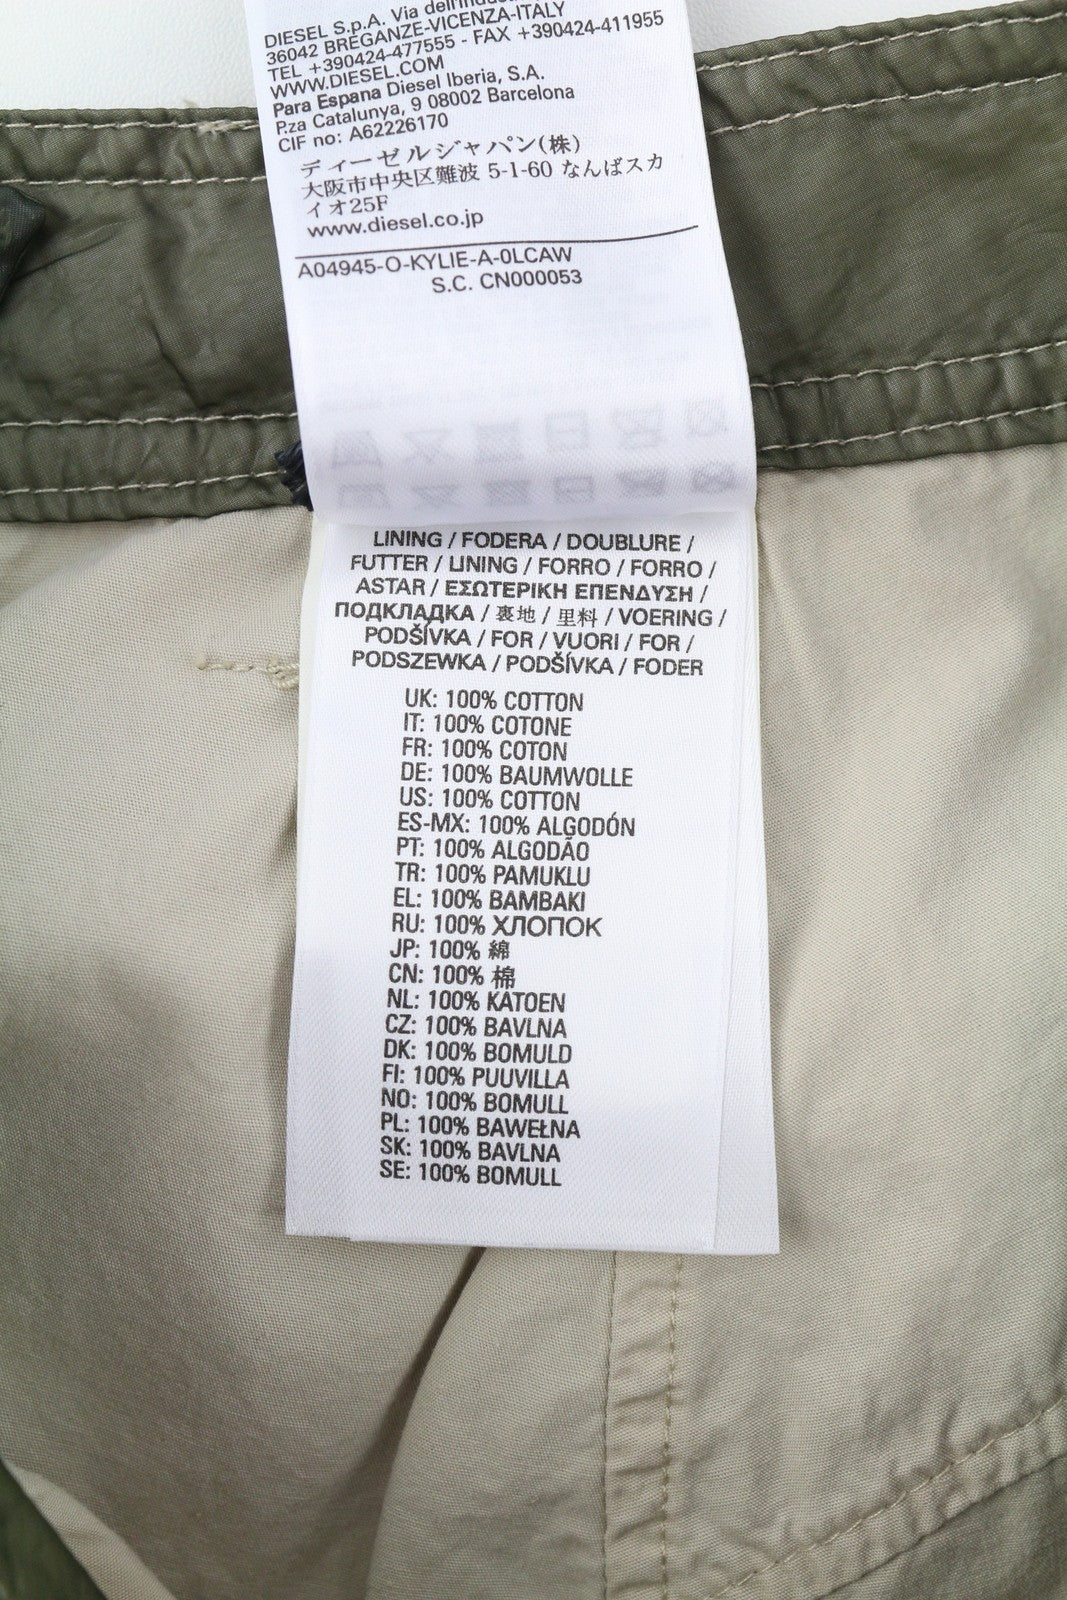 DIESEL S.p.A. Via dell'Indust
36042 BREGANZE-VICENZA-ITALY
TEL +390424-477555 - FAX +390424-411955
WWW.DIESEL.COM
Para Espana Diesel Iberia, S.A.
P.za Catalunya, 9 08002 Barcelona
CIF no: A62226170
ディーゼルジャパン(株)
大阪市中央区難波 5-1-60 なんばスカ
イオ25F
www.diesel.co.jp
A04945-O-KYLIE-A-0LCAW
S.C. CN000053
LINING / FODERA / DOUBLURE /
FUTTER / LINING / FORRO / FORRO /
ASTAR / ΕΣΩΤΕΡΙΚΗ ΕΠΕΝΔΥΣΗ /
ПОДКЛАДКА / 裏地 / 里料 / VOERING /
PODŠÍVKA / FOR / VUORI / FOR /
PODSZEWKA / PODŠÍVKA / FODER
UK: 100% COTTON
IT: 100% COTONE
FR: 100% COTON
DE: 100% BAUMWOLLE
US: 100% COTTON
ES-MX: 100% ALGODÓN
PT: 100% ALGODÃO
TR: 100% PAMUKLU
EL: 100% ΒΑΜΒΑΚΙ
RU: 100% ХЛОПОК
JP: 100% 綿
CN: 100% 棉
NL: 100% KATOEN
CZ: 100% BAVLNA
DK: 100% BOMULD
FI: 100% PUUVILLA
NO: 100% BOMULL
PL: 100% BAWEŁNA
SK: 100% BAVLNA
SE: 100% BOMULL